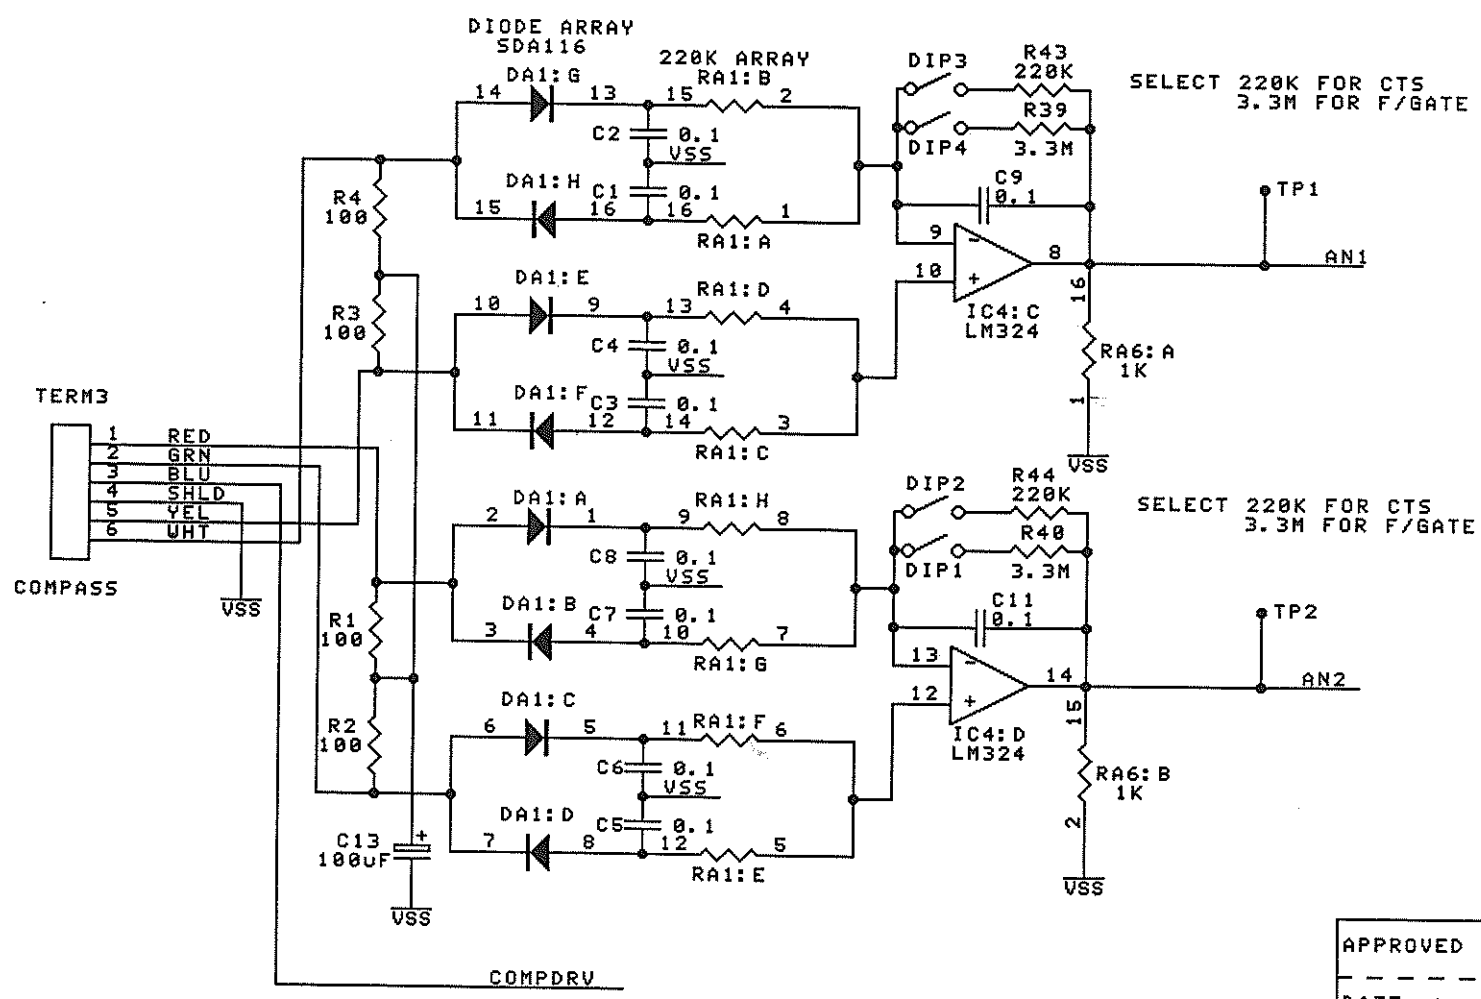 DIODE ARRAY
SDA116
220K ARRAY
DA1:G
14
13
15
RA1:B
2
C2
0.1
VSS
DA1:H
C1
0.1
15
16
16
1
RA1:A
R4
100
DIP3
R43
220K
R39
DIP4
3.3M
SELECT 220K FOR CTS
3.3M FOR F/GATE
C9
0.1
TP1
9
10
8
AN1
IC4:C
LM324
16
RA6:A
1K
1
VSS
R3
100
DA1:E
10
9
13
RA1:D
4
C4
0.1
VSS
DA1:F
C3
0.1
11
12
14
3
RA1:C
TERM3
1
RED
2
GRN
3
BLU
4
SHLD
5
YEL
6
WHT
COMPASS
VSS
DA1:A
2
1
9
RA1:H
8
C8
0.1
VSS
DA1:B
C7
0.1
3
4
10
7
RA1:G
R1
100
DIP2
R44
220K
R40
DIP1
3.3M
SELECT 220K FOR CTS
3.3M FOR F/GATE
C11
0.1
TP2
13
12
14
AN2
IC4:D
LM324
15
RA6:B
1K
2
VSS
R2
100
DA1:C
6
5
11
RA1:F
6
C6
0.1
VSS
DA1:D
C5
0.1
7
8
12
5
RA1:E
C13
100uF
+
VSS
COMPDRV
APPROVED